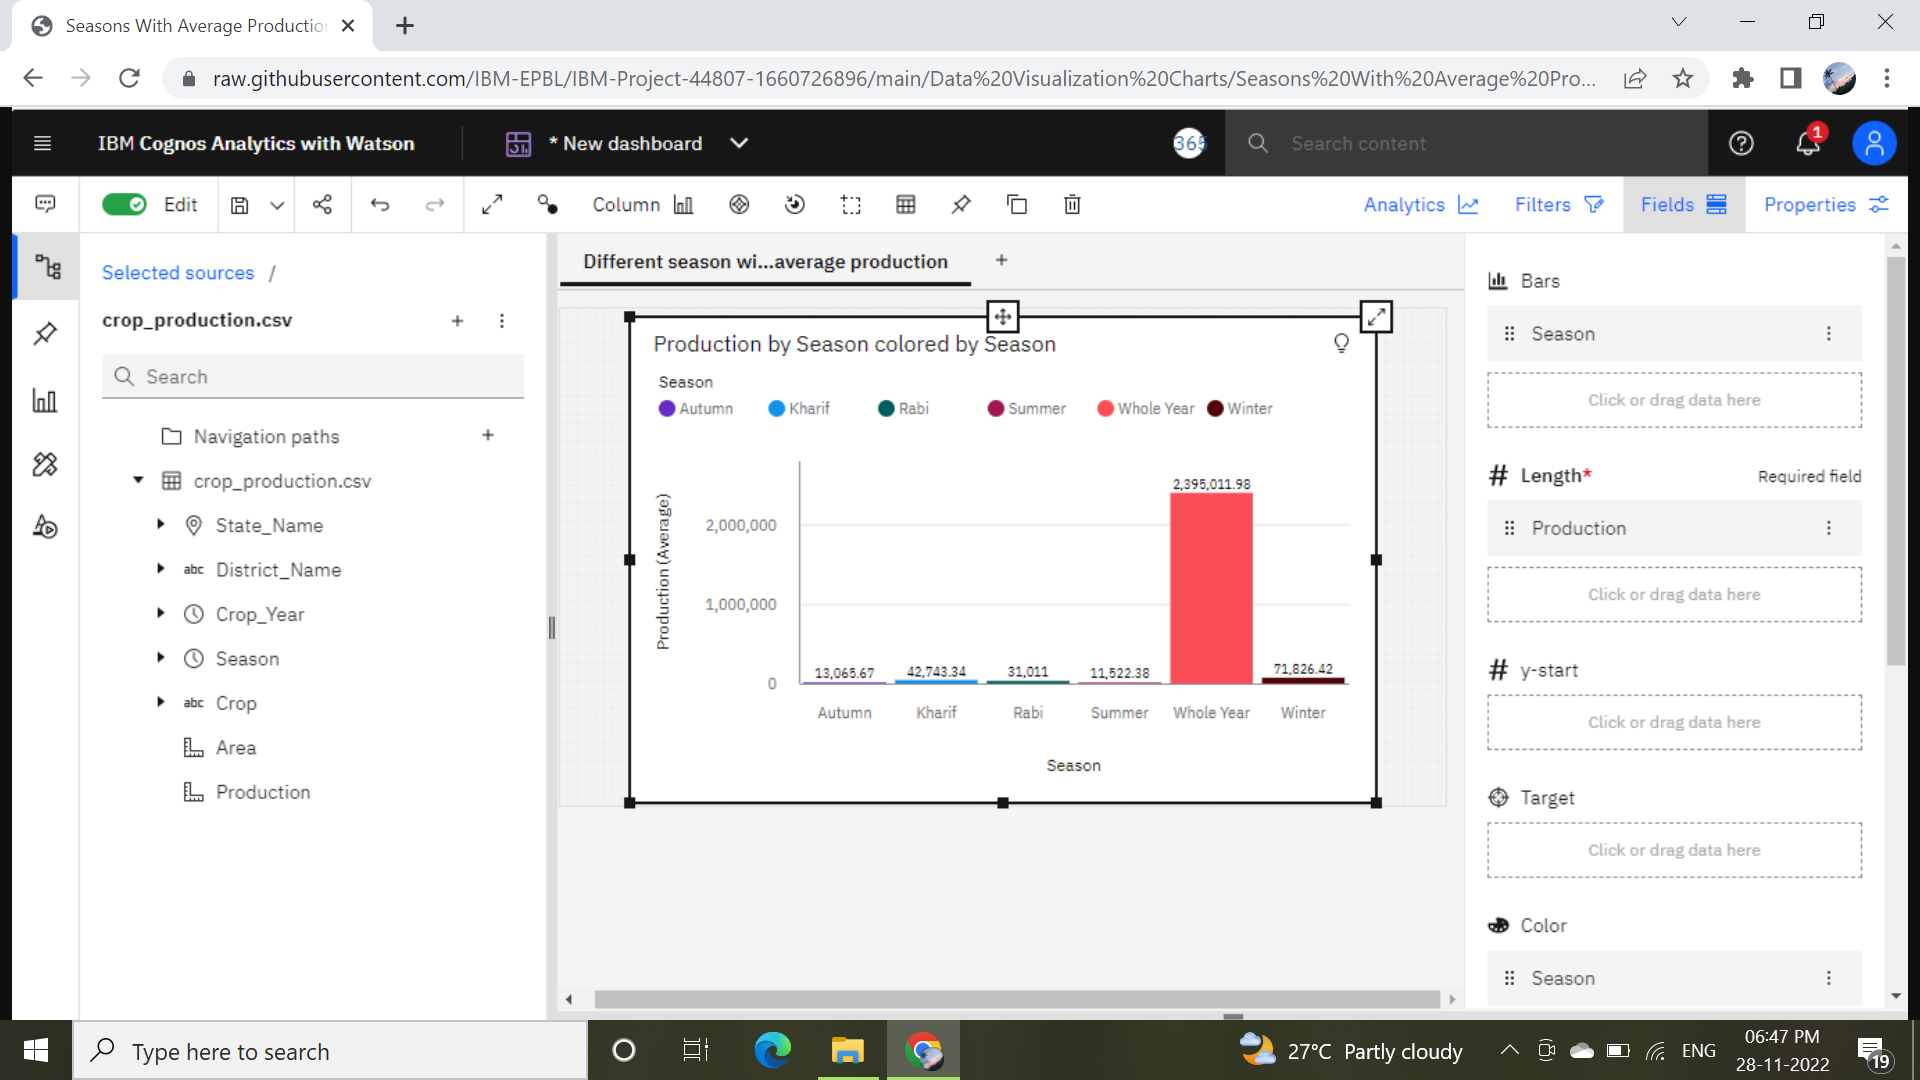 Seasons With Average Productio
raw.githubusercontent.com/IBM-EPBL/IBM-Project-44807-1660726896/main/Data%20Visualization%20Charts/Seasons%20With%20Average%20Pro...
IBM Cognos Analytics with Watson
* New dashboard
365
Search content
1
Edit
Column
Analytics
Filters
Fields
Properties
Selected sources /
crop_production.csv
Search
Navigation paths
crop_production.csv
State_Name
abc District_Name
Crop_Year
Season
abc Crop
Area
Production
Different season wi...average production
Production by Season colored by Season
Season
Autumn Kharif Rabi Summer Whole Year Winter
Production (Average)
2,000,000
1,000,000
0
13,065.67
42,743.34
31,011
11,522.38
2,395,011.98
71,826.42
Autumn Kharif Rabi Summer Whole Year Winter
Season
Bars
Season
Click or drag data here
# Length* Required field
Production
Click or drag data here
# y-start
Click or drag data here
Target
Click or drag data here
Color
Season
Type here to search
27°C Partly cloudy
ENG
06:47 PM
28-11-2022
19